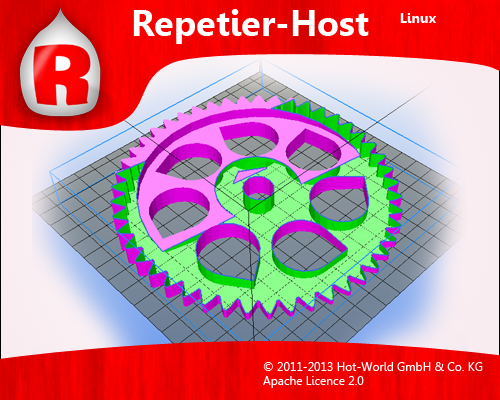 Repetier-Host
Linux
R
© 2011-2013 Hot-World GmbH & Co. KG
Apache Licence 2.0